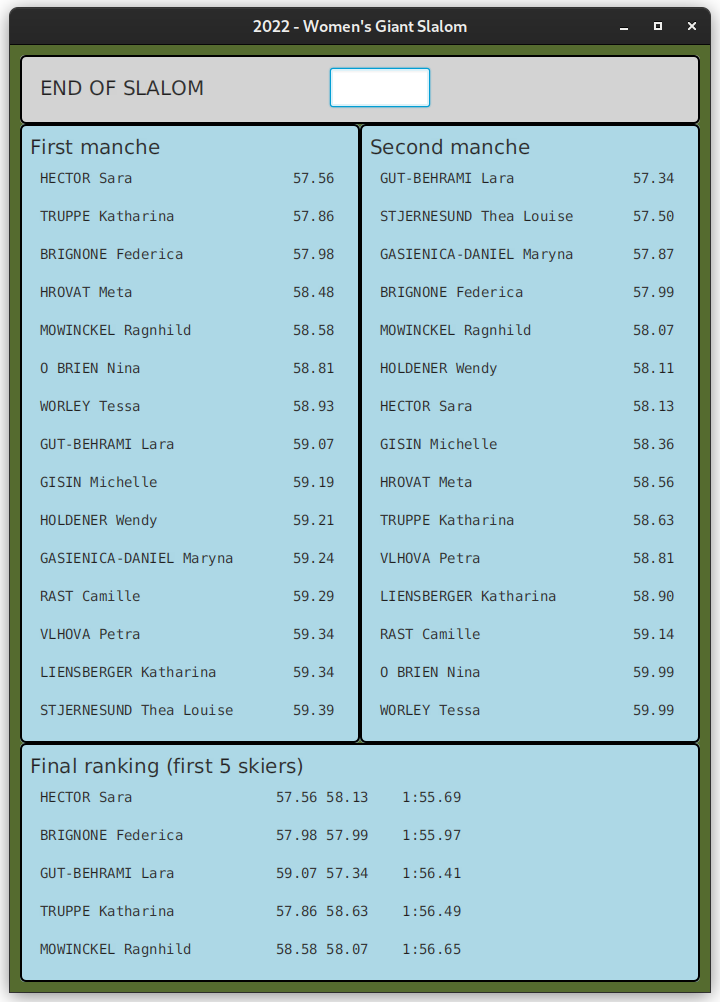 2022 - Women's Giant Slalom
END OF SLALOM
First manche
HECTOR Sara 57.56
TRUPPE Katharina 57.86
BRIGNONE Federica 57.98
HROVAT Meta 58.48
MOWINCKEL Ragnhild 58.58
O BRIEN Nina 58.81
WORLEY Tessa 58.93
GUT-BEHRAMI Lara 59.07
GISIN Michelle 59.19
HOLDENER Wendy 59.21
GASIENICA-DANIEL Maryna 59.24
RAST Camille 59.29
VLHOVA Petra 59.34
LIENSBERGER Katharina 59.34
STJERNESUND Thea Louise 59.39
Second manche
GUT-BEHRAMI Lara 57.34
STJERNESUND Thea Louise 57.50
GASIENICA-DANIEL Maryna 57.87
BRIGNONE Federica 57.99
MOWINCKEL Ragnhild 58.07
HOLDENER Wendy 58.11
HECTOR Sara 58.13
GISIN Michelle 58.36
HROVAT Meta 58.56
TRUPPE Katharina 58.63
VLHOVA Petra 58.81
LIENSBERGER Katharina 58.90
RAST Camille 59.14
O BRIEN Nina 59.99
WORLEY Tessa 59.99
Final ranking (first 5 skiers)
HECTOR Sara 57.56 58.13 1:55.69
BRIGNONE Federica 57.98 57.99 1:55.97
GUT-BEHRAMI Lara 59.07 57.34 1:56.41
TRUPPE Katharina 57.86 58.63 1:56.49
MOWINCKEL Ragnhild 58.58 58.07 1:56.65